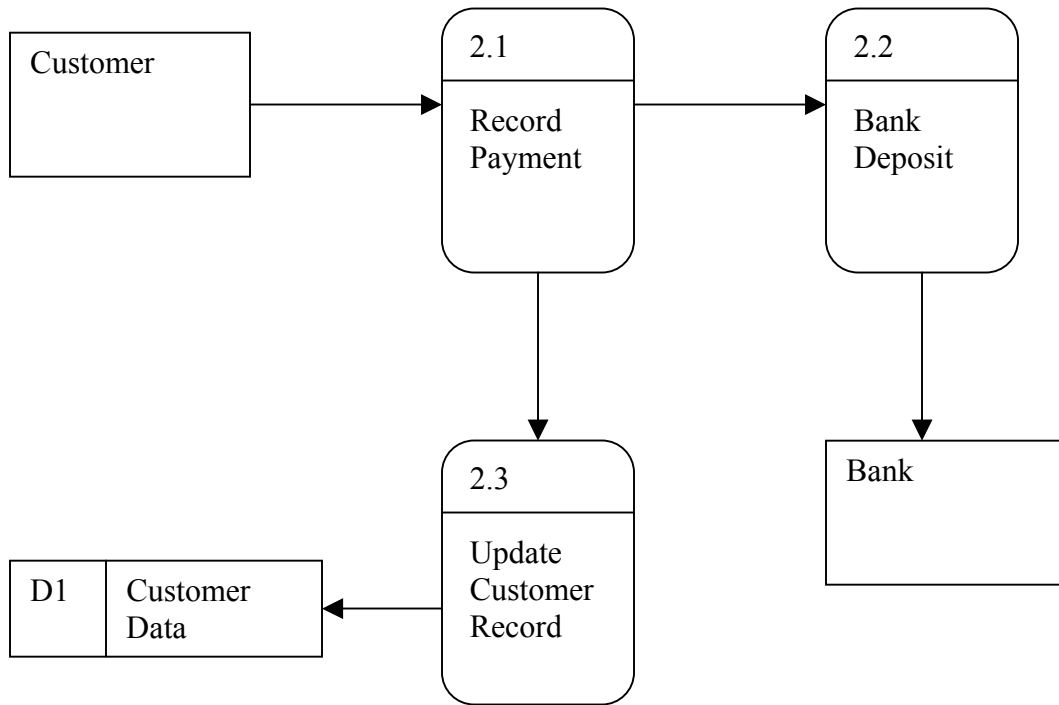 Customer
2.1
Record
Payment
2.2
Bank
Deposit
2.3
Update
Customer
Record
Bank
D1
Customer
Data